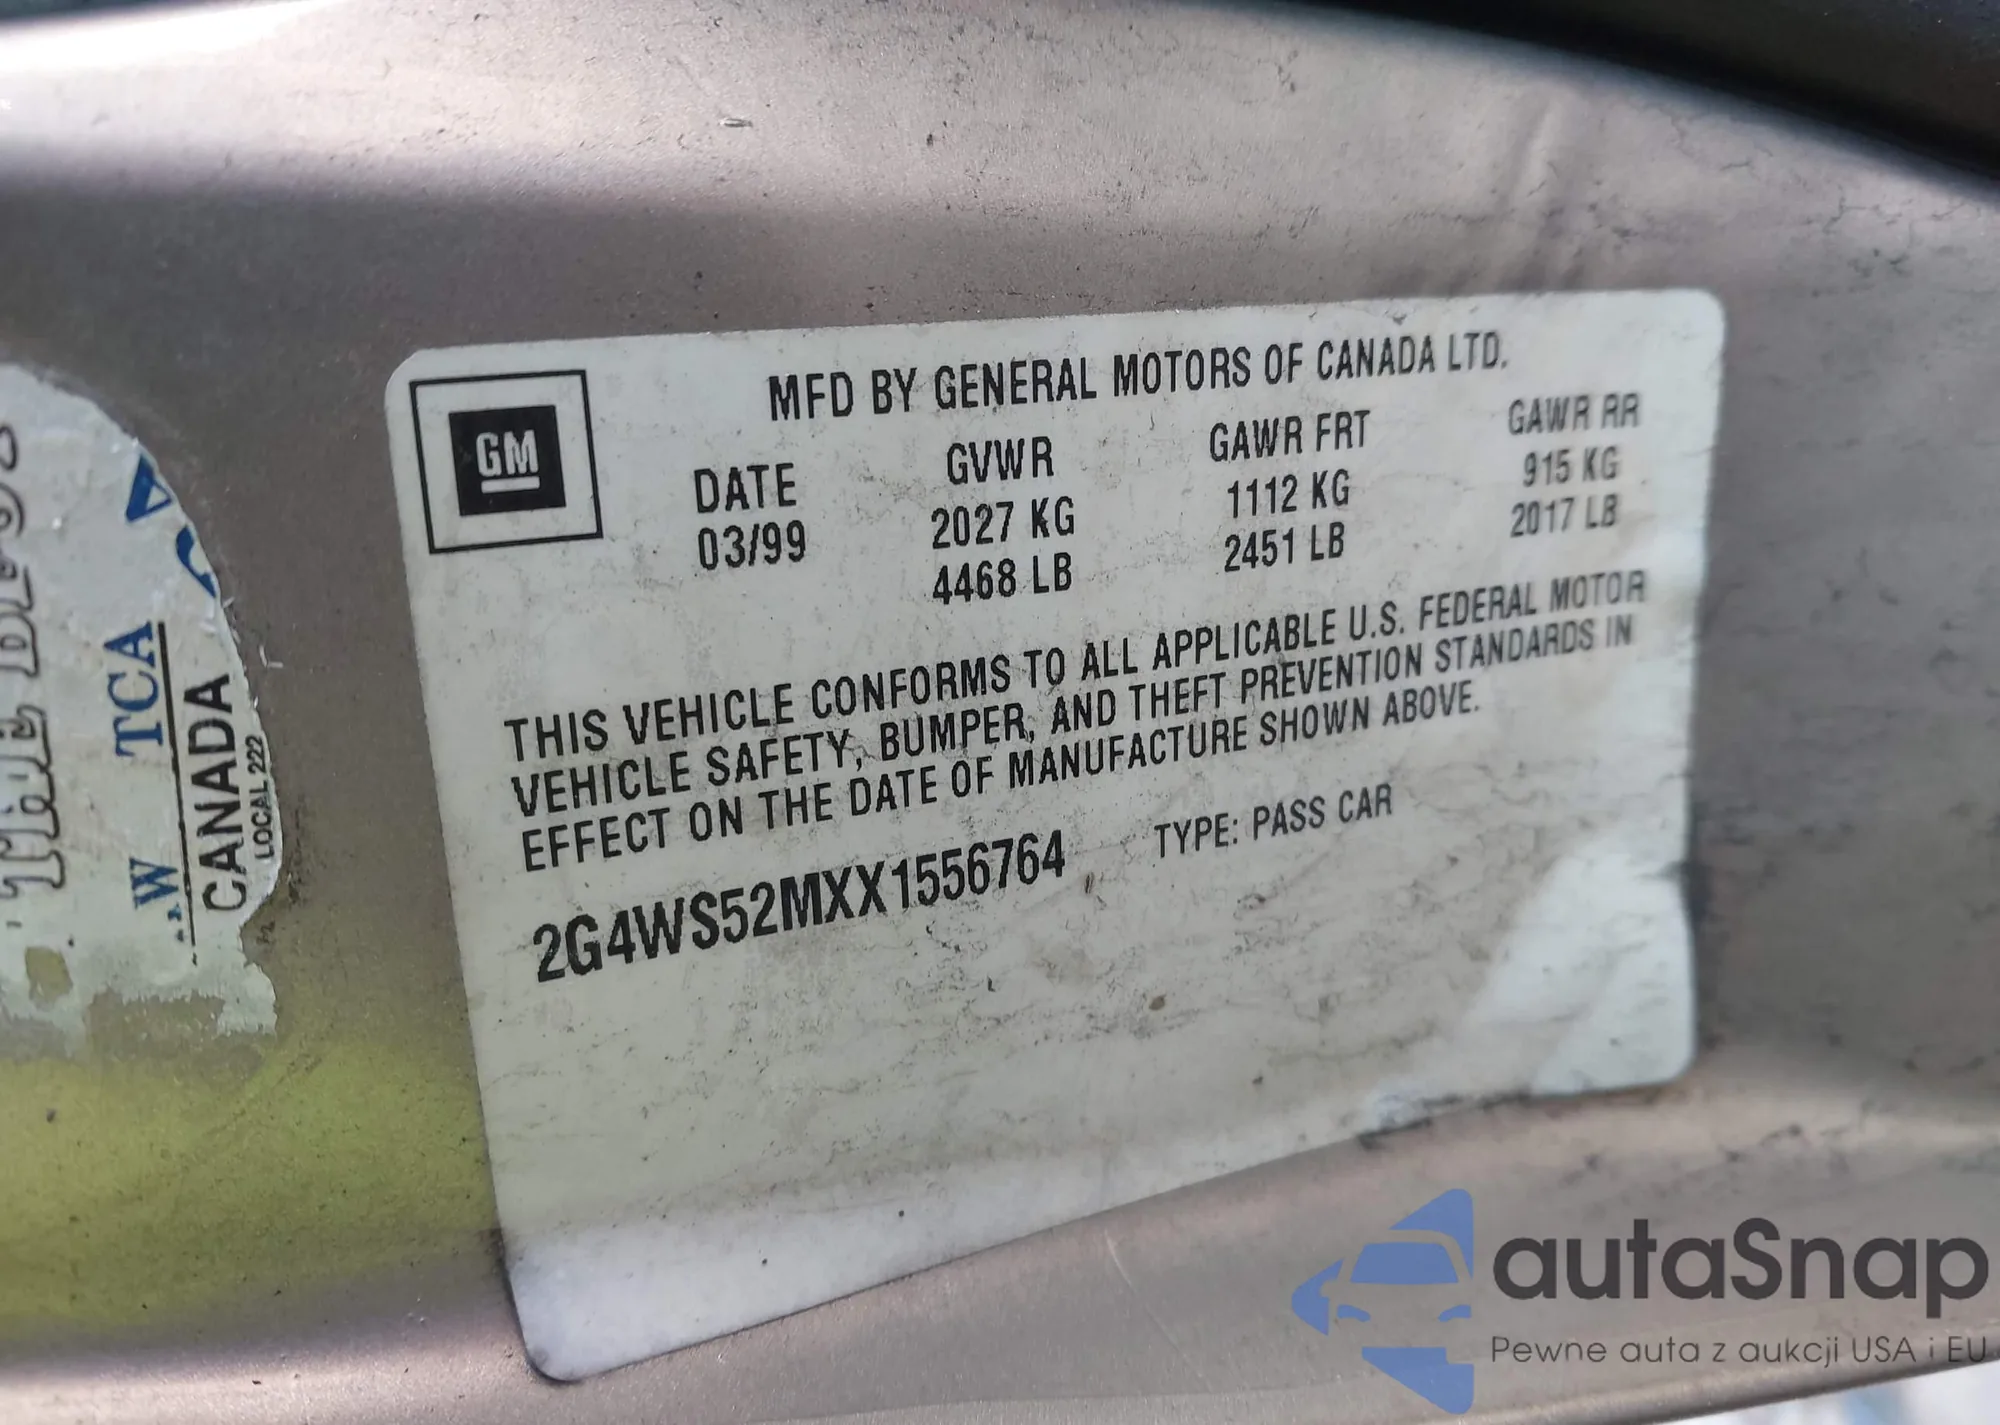 MFD BY GENERAL MOTORS OF CANADA LTD.
GM
DATE GVWR GAWR FRT GAWR RR
03/99 2027 KG 1112 KG 915 KG
4468 LB 2451 LB 2017 LB
THIS VEHICLE CONFORMS TO ALL APPLICABLE U.S. FEDERAL MOTOR
VEHICLE SAFETY, BUMPER, AND THEFT PREVENTION STANDARDS IN
EFFECT ON THE DATE OF MANUFACTURE SHOWN ABOVE.
2G4WS52MXX1556764 TYPE: PASS CAR
TCA
CANADA
LOCAL 222
autaSnap
Pewne auta z aukcji USA i EU